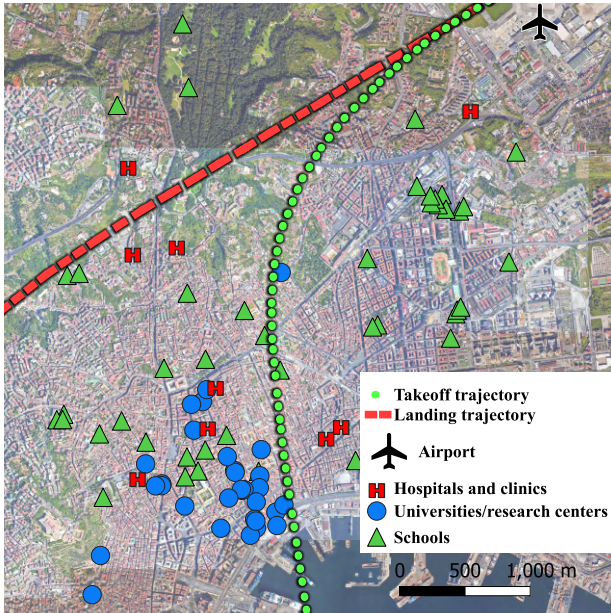 Takeoff trajectory
Landing trajectory
Airport
H Hospitals and clinics
Universities/research centers
Schools
0 500 1,000 m